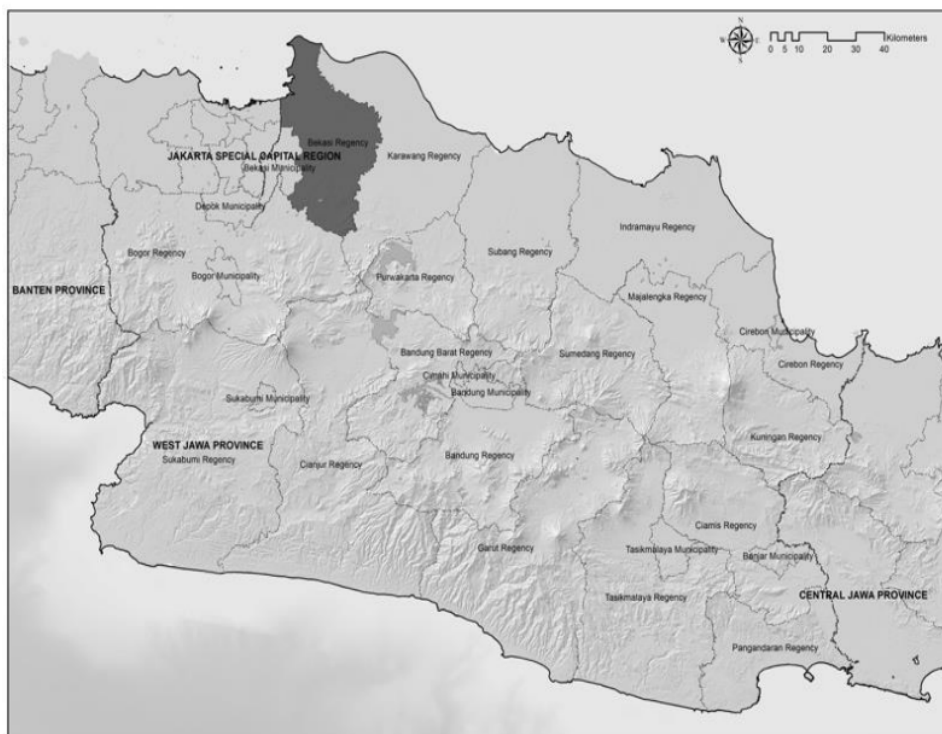 N
W E
S
Kilometers
0 5 10 20 30 40
Bekasi Regency
JAKARTA SPECIAL CAPITAL REGION
Karawang Regency
Bekasi Municipality
Depok Municipality
Indramayu Regency
Bogor Regency
Subang Regency
Bogor Municipality
Purwakarta Regency
BANTEN PROVINCE
Majalengka Regency
Cirebon Municipality
Bandung Barat Regency
Sumedang Regency
Cirebon Regency
Cimahi Municipality
Bandung Municipality
Sukabumi Municipality
Kuningan Regency
WEST JAWA PROVINCE
Sukabumi Regency
Cianjur Regency
Bandung Regency
Ciamis Regency
Garut Regency
Tasikmalaya Municipality
Banjar Municipality
Tasikmalaya Regency
CENTRAL JAWA PROVINCE
Pangandaran Regency